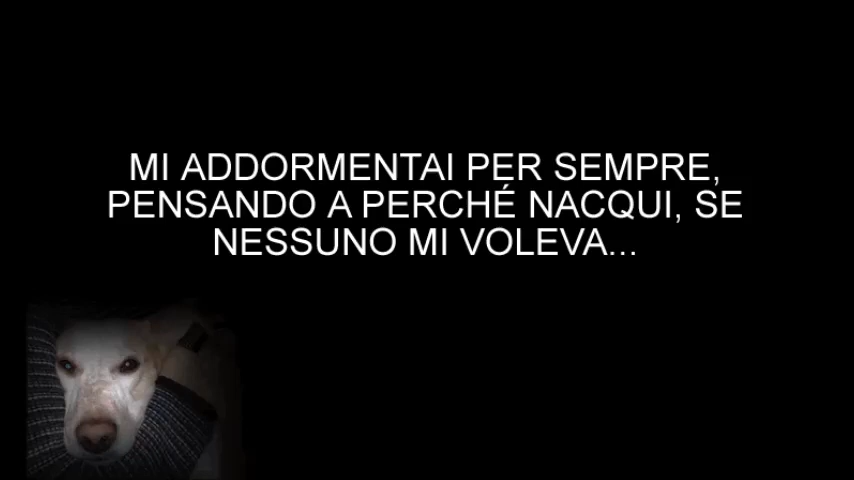 MI ADDORMENTAI PER SEMPRE,
PENSANDO A PERCHÉ NACQUI, SE
NESSUNO MI VOLEVA...